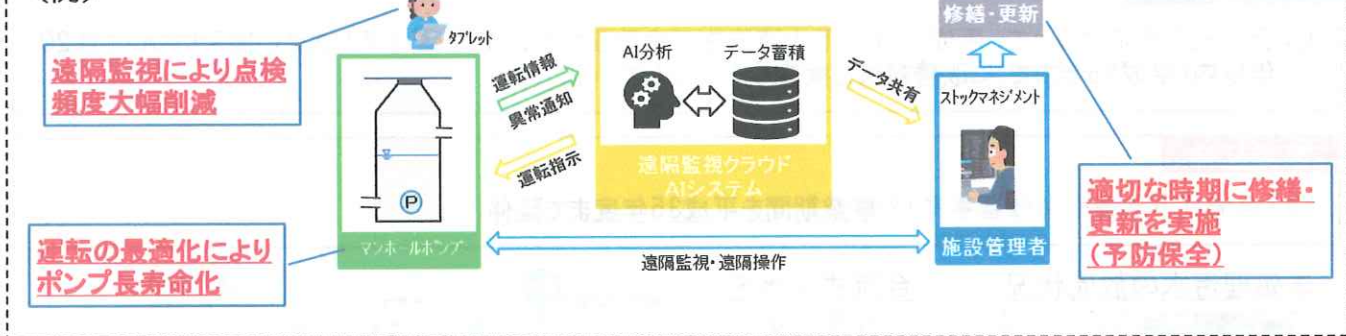 修繕・更新
タブレット
遠隔監視により点検
頻度大幅削減
運転情報
異常通知
運転指示
AI分析
データ蓄積
遠隔監視クラウド
AIシステム
データ共有
ストックマネジメント
適切な時期に修繕・
更新を実施
(予防保全)
P
マンホールポンプ
運転の最適化により
ポンプ長寿命化
施設管理者
遠隔監視・遠隔操作